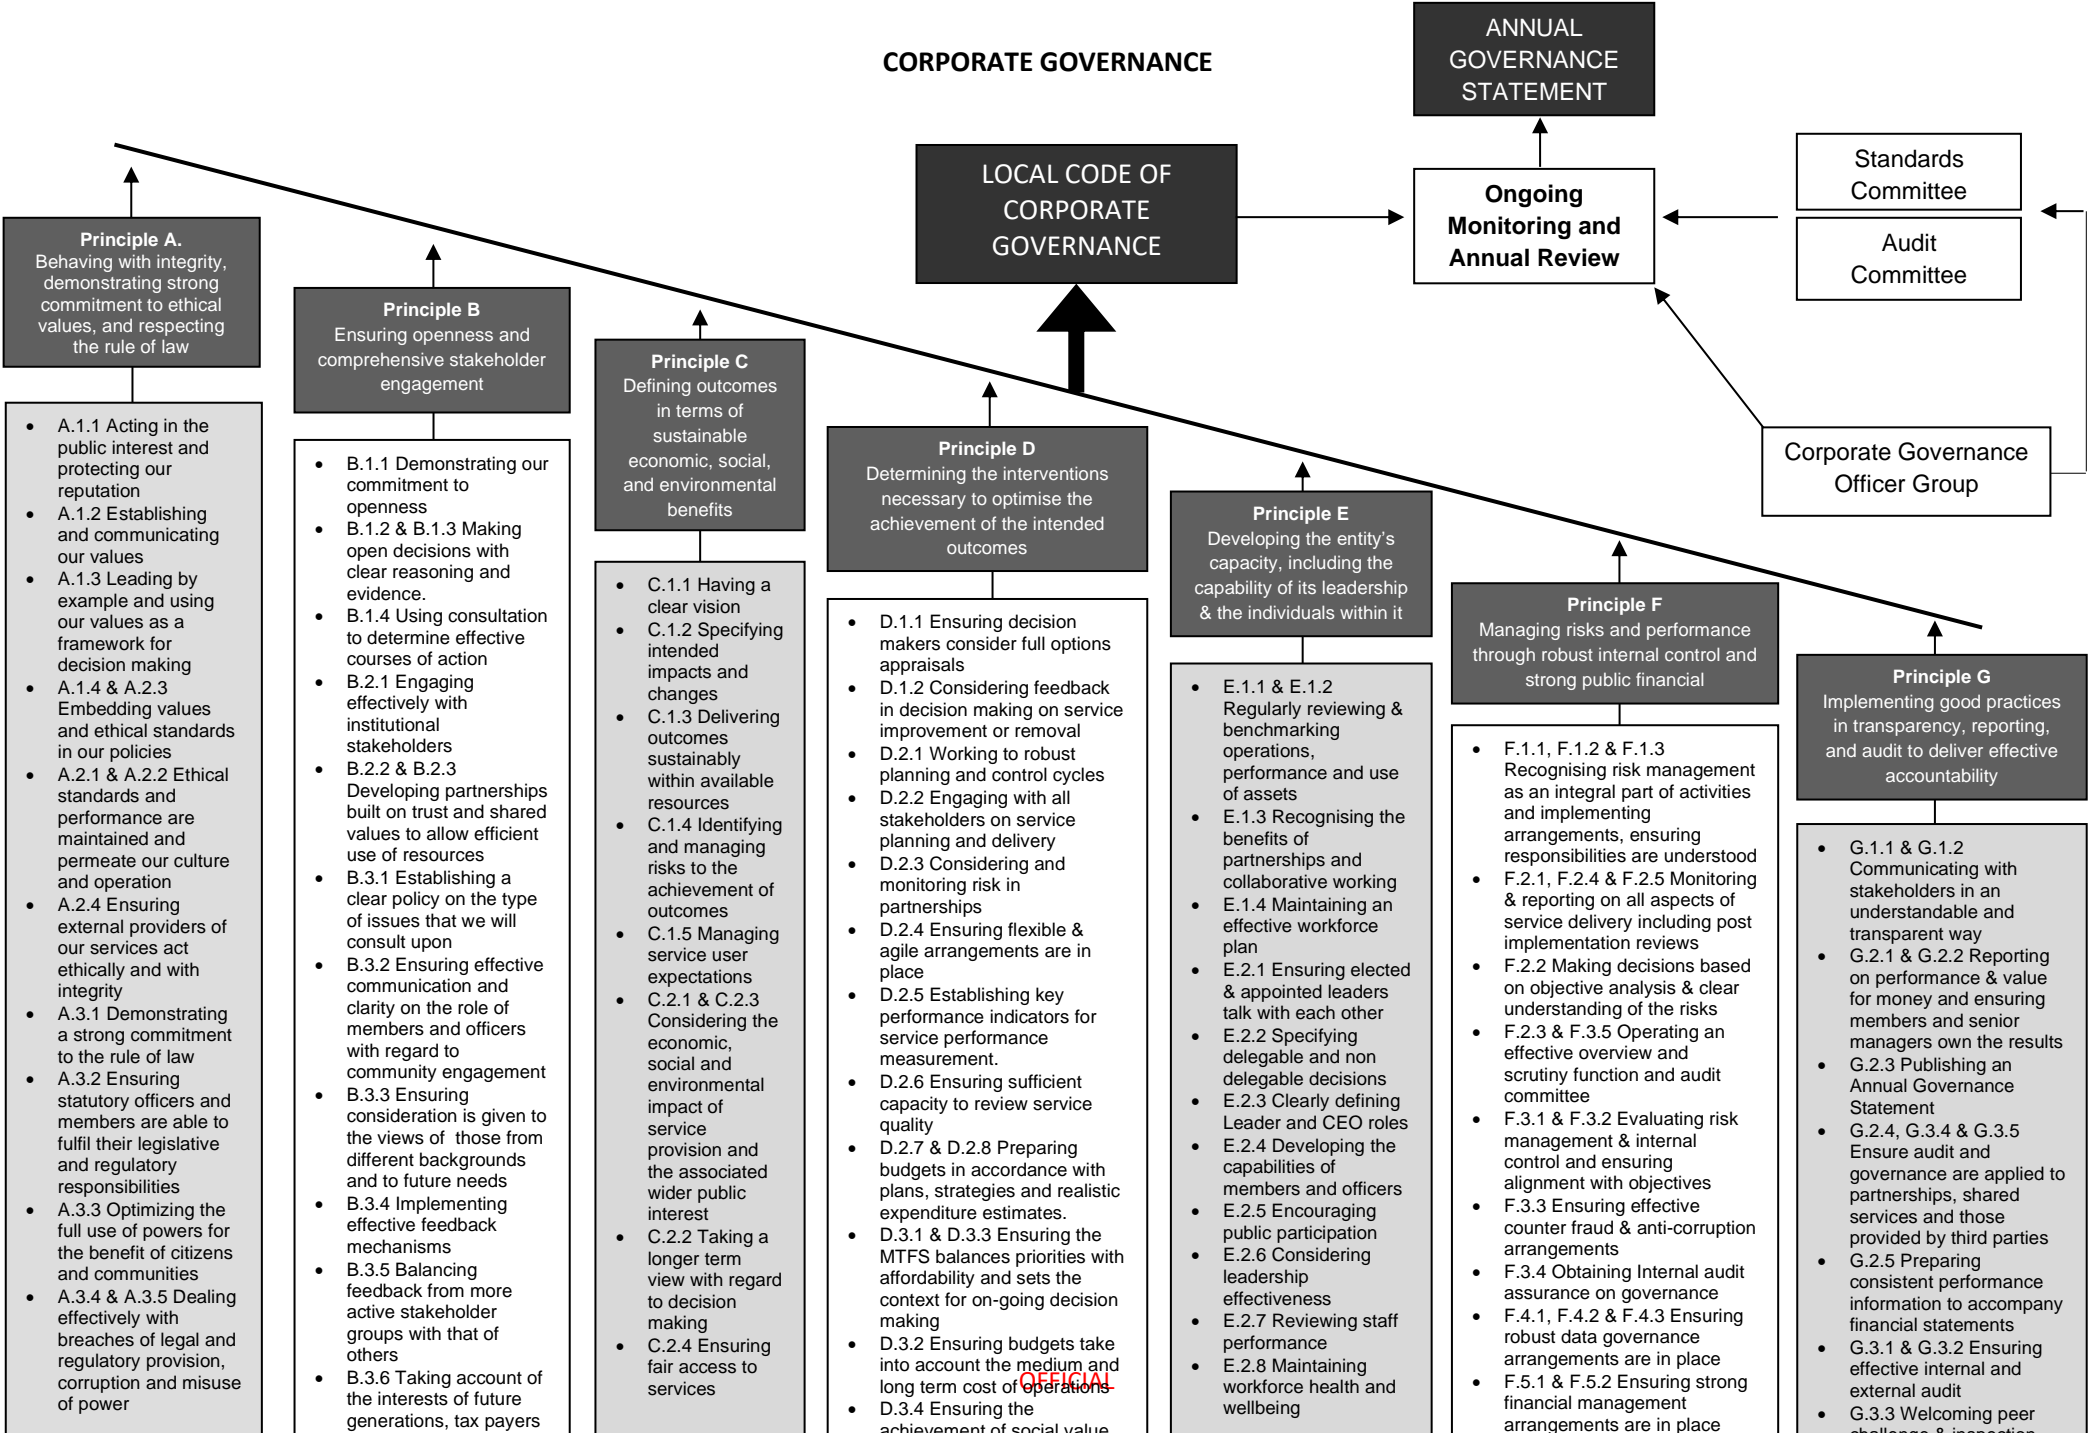 CORPORATE GOVERNANCE
ANNUAL
GOVERNANCE
STATEMENT
LOCAL CODE OF
CORPORATE
GOVERNANCE
Ongoing
Monitoring and
Annual Review
Standards
Committee
Audit
Committee
Corporate Governance
Officer Group
Principle A.
Behaving with integrity,
demonstrating strong
commitment to ethical
values, and respecting
the rule of law
• A.1.1 Acting in the
public interest and
protecting our
reputation
• A.1.2 Establishing
and communicating
our values
• A.1.3 Leading by
example and using
our values as a
framework for
decision making
• A.1.4 & A.2.3
Embedding values
and ethical standards
in our policies
• A.2.1 & A.2.2 Ethical
standards and
performance are
maintained and
permeate our culture
and operation
• A.2.4 Ensuring
external providers of
our services act
ethically and with
integrity
• A.3.1 Demonstrating
a strong commitment
to the rule of law
• A.3.2 Ensuring
statutory officers and
members are able to
fulfil their legislative
and regulatory
responsibilities
• A.3.3 Optimizing the
full use of powers for
the benefit of citizens
and communities
• A.3.4 & A.3.5 Dealing
effectively with
breaches of legal and
regulatory provision,
corruption and misuse
of power
Principle B
Ensuring openness and
comprehensive stakeholder
engagement
• B.1.1 Demonstrating our
commitment to
openness
• B.1.2 & B.1.3 Making
open decisions with
clear reasoning and
evidence.
• B.1.4 Using consultation
to determine effective
courses of action
• B.2.1 Engaging
effectively with
institutional
stakeholders
• B.2.2 & B.2.3
Developing partnerships
built on trust and shared
values to allow efficient
use of resources
• B.3.1 Establishing a
clear policy on the type
of issues that we will
consult upon
• B.3.2 Ensuring effective
communication and
clarity on the role of
members and officers
with regard to
community engagement
• B.3.3 Ensuring
consideration is given to
the views of those from
different backgrounds
and to future needs
• B.3.4 Implementing
effective feedback
mechanisms
• B.3.5 Balancing
feedback from more
active stakeholder
groups with that of
others
• B.3.6 Taking account of
the interests of future
generations, tax payers
Principle C
Defining outcomes
in terms of
sustainable
economic, social,
and environmental
benefits
• C.1.1 Having a
clear vision
• C.1.2 Specifying
intended
impacts and
changes
• C.1.3 Delivering
outcomes
sustainably
within available
resources
• C.1.4 Identifying
and managing
risks to the
achievement of
outcomes
• C.1.5 Managing
service user
expectations
• C.2.1 & C.2.3
Considering the
economic,
social and
environmental
impact of
service
provision and
the associated
wider public
interest
• C.2.2 Taking a
longer term
view with regard
to decision
making
• C.2.4 Ensuring
fair access to
services
Principle D
Determining the interventions
necessary to optimise the
achievement of the intended
outcomes
• D.1.1 Ensuring decision
makers consider full options
appraisals
• D.1.2 Considering feedback
in decision making on service
improvement or removal
• D.2.1 Working to robust
planning and control cycles
• D.2.2 Engaging with all
stakeholders on service
planning and delivery
• D.2.3 Considering and
monitoring risk in
partnerships
• D.2.4 Ensuring flexible &
agile arrangements are in
place
• D.2.5 Establishing key
performance indicators for
service performance
measurement.
• D.2.6 Ensuring sufficient
capacity to review service
quality
• D.2.7 & D.2.8 Preparing
budgets in accordance with
plans, strategies and realistic
expenditure estimates.
• D.3.1 & D.3.3 Ensuring the
MTFS balances priorities with
affordability and sets the
context for on-going decision
making
• D.3.2 Ensuring budgets take
into account the medium and
long term cost of operations
• D.3.4 Ensuring the
achievement of social value
OFFICIAL
Principle E
Developing the entity's
capacity, including the
capability of its leadership
& the individuals within it
• E.1.1 & E.1.2
Regularly reviewing &
benchmarking
operations,
performance and use
of assets
• E.1.3 Recognising the
benefits of
partnerships and
collaborative working
• E.1.4 Maintaining an
effective workforce
plan
• E.2.1 Ensuring elected
& appointed leaders
talk with each other
• E.2.2 Specifying
delegable and non
delegable decisions
• E.2.3 Clearly defining
Leader and CEO roles
• E.2.4 Developing the
capabilities of
members and officers
• E.2.5 Encouraging
public participation
• E.2.6 Considering
leadership
effectiveness
• E.2.7 Reviewing staff
performance
• E.2.8 Maintaining
workforce health and
wellbeing
Principle F
Managing risks and performance
through robust internal control and
strong public financial
• F.1.1, F.1.2 & F.1.3
Recognising risk management
as an integral part of activities
and implementing
arrangements, ensuring
responsibilities are understood
• F.2.1, F.2.4 & F.2.5 Monitoring
& reporting on all aspects of
service delivery including post
implementation reviews
• F.2.2 Making decisions based
on objective analysis & clear
understanding of the risks
• F.2.3 & F.3.5 Operating an
effective overview and
scrutiny function and audit
committee
• F.3.1 & F.3.2 Evaluating risk
management & internal
control and ensuring
alignment with objectives
• F.3.3 Ensuring effective
counter fraud & anti-corruption
arrangements
• F.3.4 Obtaining Internal audit
assurance on governance
• F.4.1, F.4.2 & F.4.3 Ensuring
robust data governance
arrangements are in place
• F.5.1 & F.5.2 Ensuring strong
financial management
arrangements are in place
Principle G
Implementing good practices
in transparency, reporting,
and audit to deliver effective
accountability
• G.1.1 & G.1.2
Communicating with
stakeholders in an
understandable and
transparent way
• G.2.1 & G.2.2 Reporting
on performance & value
for money and ensuring
members and senior
managers own the results
• G.2.3 Publishing an
Annual Governance
Statement
• G.2.4, G.3.4 & G.3.5
Ensure audit and
governance are applied to
partnerships, shared
services and those
provided by third parties
• G.2.5 Preparing
consistent performance
information to accompany
financial statements
• G.3.1 & G.3.2 Ensuring
effective internal and
external audit
• G.3.3 Welcoming peer
challenge & inspection